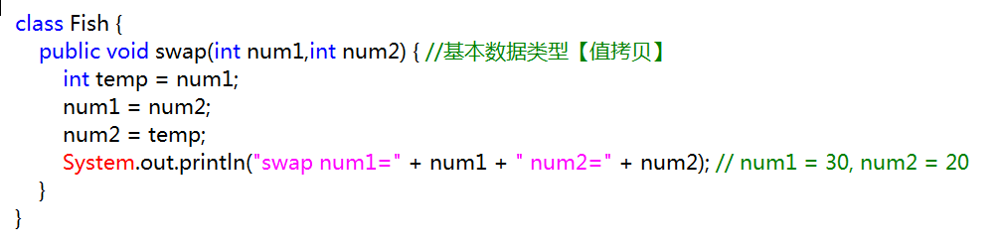 class Fish {
public void swap(int num1,int num2) { //基本数据类型【值拷贝】
int temp = num1;
num1 = num2;
num2 = temp;
System.out.println("swap num1=" + num1 + " num2=" + num2); // num1 = 30, num2 = 20
}
}